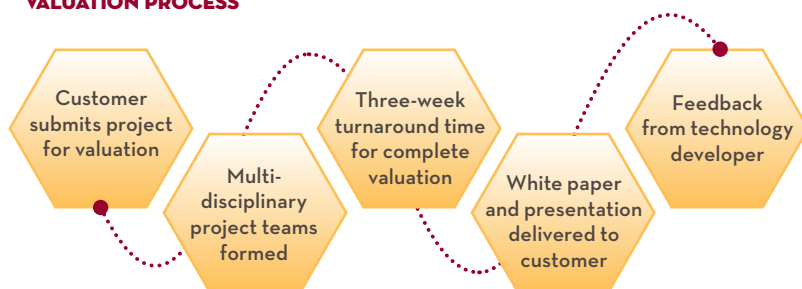 VALUATION PROCESS
Customer
submits project
for valuation
Multi-
disciplinary
project teams
formed
Three-week
turnaround time
for complete
valuation
White paper
and presentation
delivered to
customer
Feedback
from technology
developer